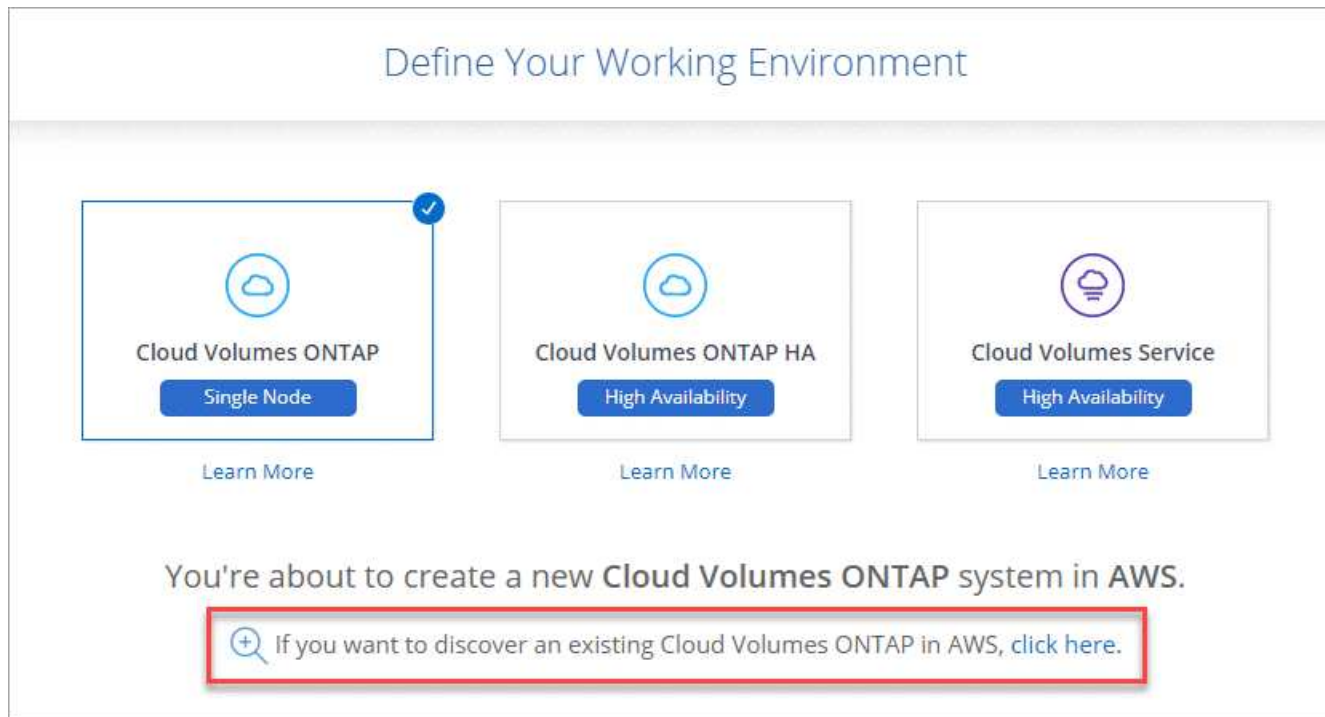 Define Your Working Environment
Cloud Volumes ONTAP
Single Node
Learn More
Cloud Volumes ONTAP HA
High Availability
Learn More
Cloud Volumes Service
High Availability
Learn More
You're about to create a new Cloud Volumes ONTAP system in AWS.
If you want to discover an existing Cloud Volumes ONTAP in AWS, click here.